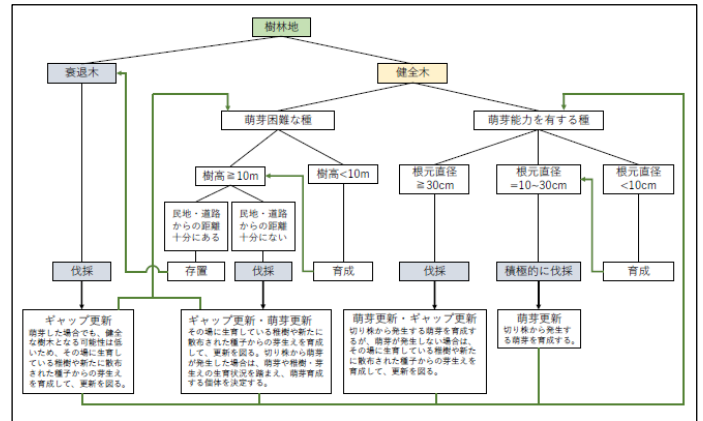 樹林地
衰退木
健全木
萌芽困難な種
萌芽能力を有する種
樹高≧10m
樹高<10m
根元直径
≧30cm
根元直径
=10~30cm
根元直径
<10cm
民地・道路
からの距離
十分にある
民地・道路
からの距離
十分にない
伐採
存置
伐採
育成
伐採
積極的に伐採
育成
ギャップ更新
萌芽した場合でも、健全
な樹木となる可能性は低
いため、その場に生育し
ている稚樹や新たに散布
された種子からの芽生え
を育成して、更新を図る。
ギャップ更新・萌芽更新
その場に生育している稚樹や新たに
散布された種子からの芽生えを育成
して、更新を図る。切り株から萌芽
が発生した場合は、萌芽や稚樹・芽
生えの生育状況を踏まえ、萌芽育成
する個体を決定する。
萌芽更新・ギャップ更新
切り株から発生する萌芽を育成す
るが、萌芽が発生しない場合は、
その場に生育している稚樹や新た
に散布された種子からの芽生えを
育成して、更新を図る。
萌芽更新
切り株から発生す
る萌芽を育成する。